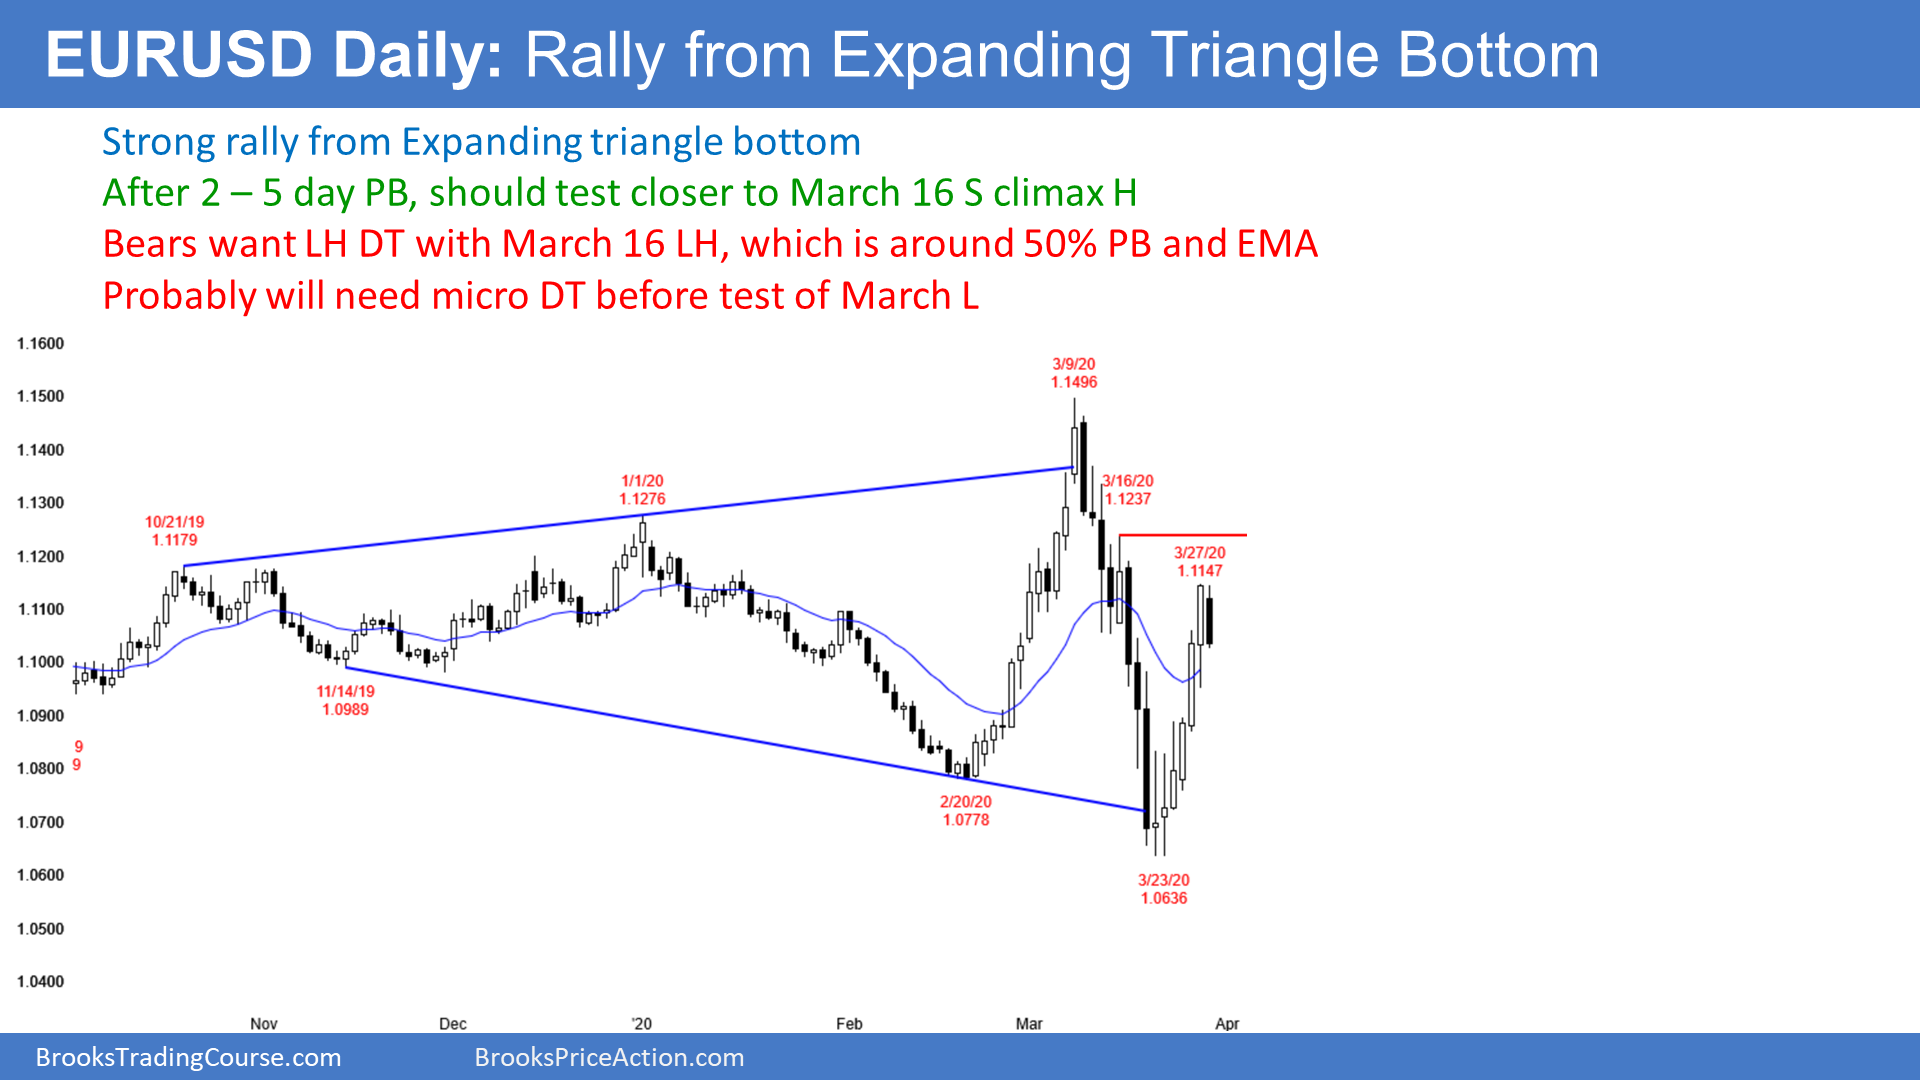 EURUSD Daily: Rally from Expanding Triangle Bottom
Strong rally from Expanding triangle bottom
After 2 – 5 day PB, should test closer to March 16 S climax H
Bears want LH DT with March 16 LH, which is around 50% PB and EMA
Probably will need micro DT before test of March L
1.1600
3/9/20
1.1496
1.1500
1.1400
1/1/20
1.1276
3/16/20
1.1237
1.1300
10/21/19
1.1179
1.1200
3/27/20
1.1147
1.1100
1.1000
11/14/19
1.0989
1.0900
9
9
1.0800
2/20/20
1.0778
1.0700
1.0600
3/23/20
1.0636
1.0500
1.0400
Nov
Dec
'20
Feb
Mar
Apr
BrooksTradingCourse.com
BrooksPriceAction.com